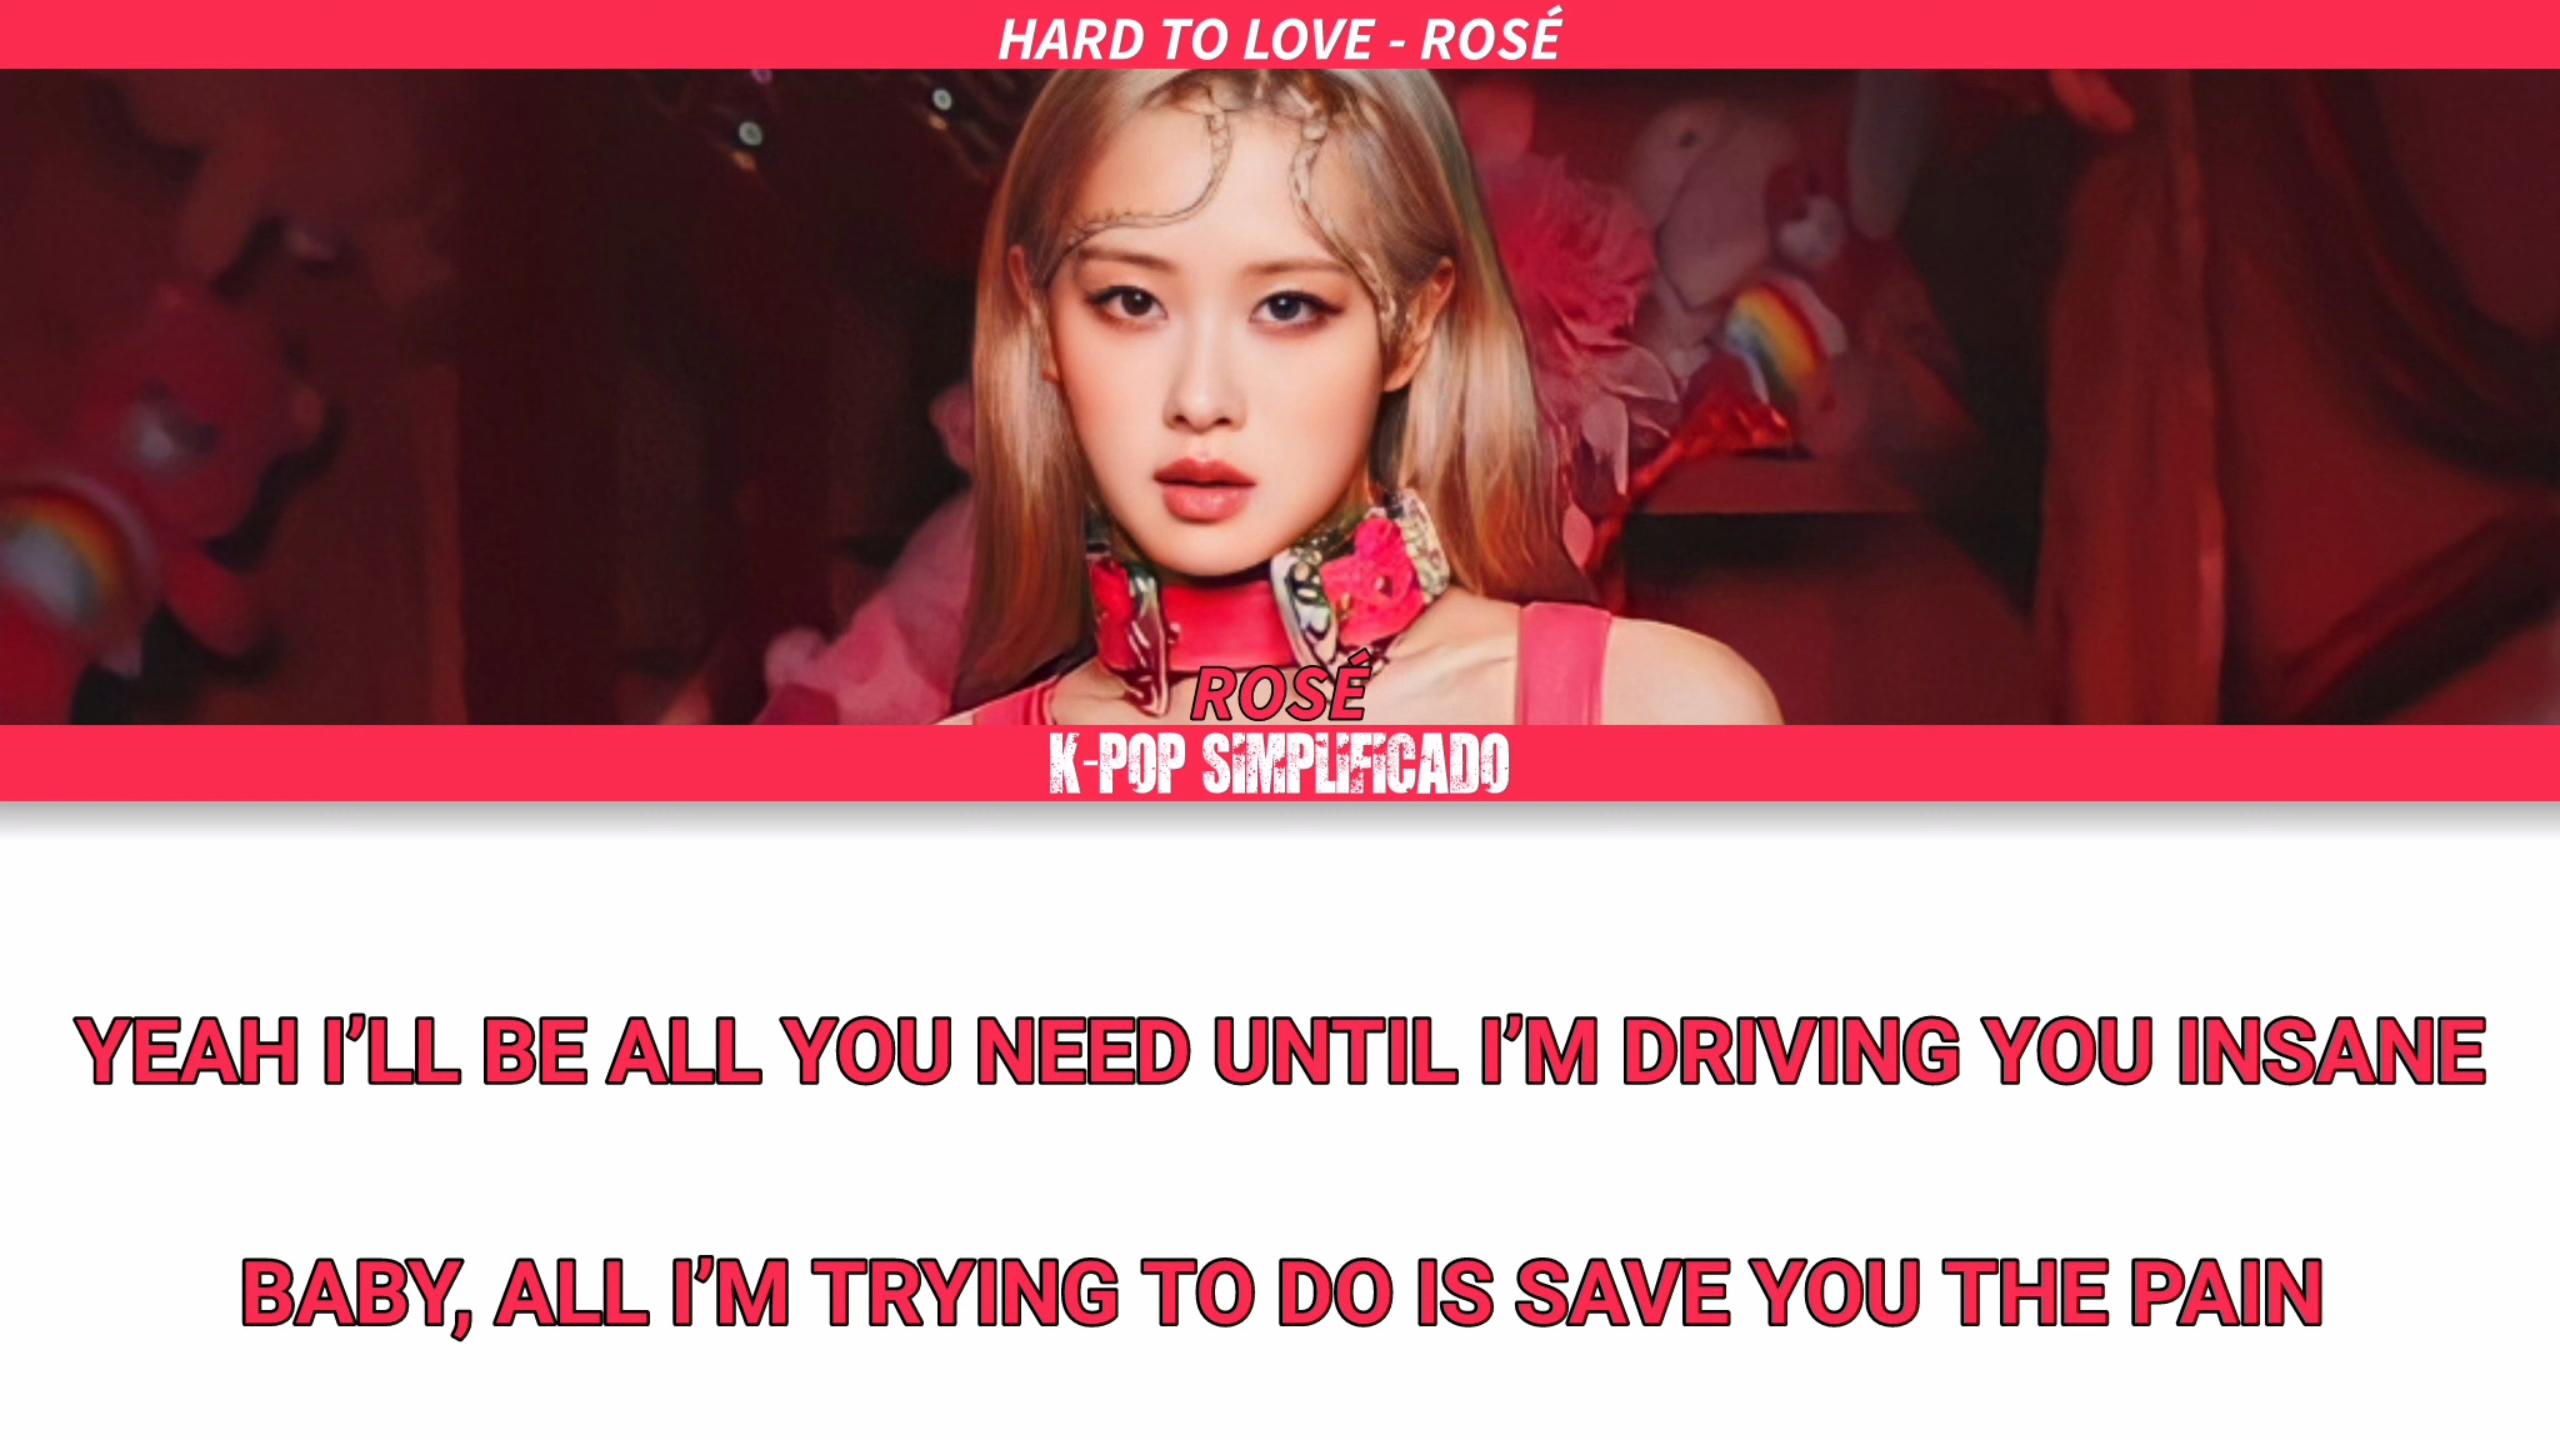 HARD TO LOVE - ROSÉ
ROSÉ
K-POP SiMPLiFiCADO
YEAH I’LL BE ALL YOU NEED UNTIL I’M DRIVING YOU INSANE
BABY, ALL I’M TRYING TO DO IS SAVE YOU THE PAIN